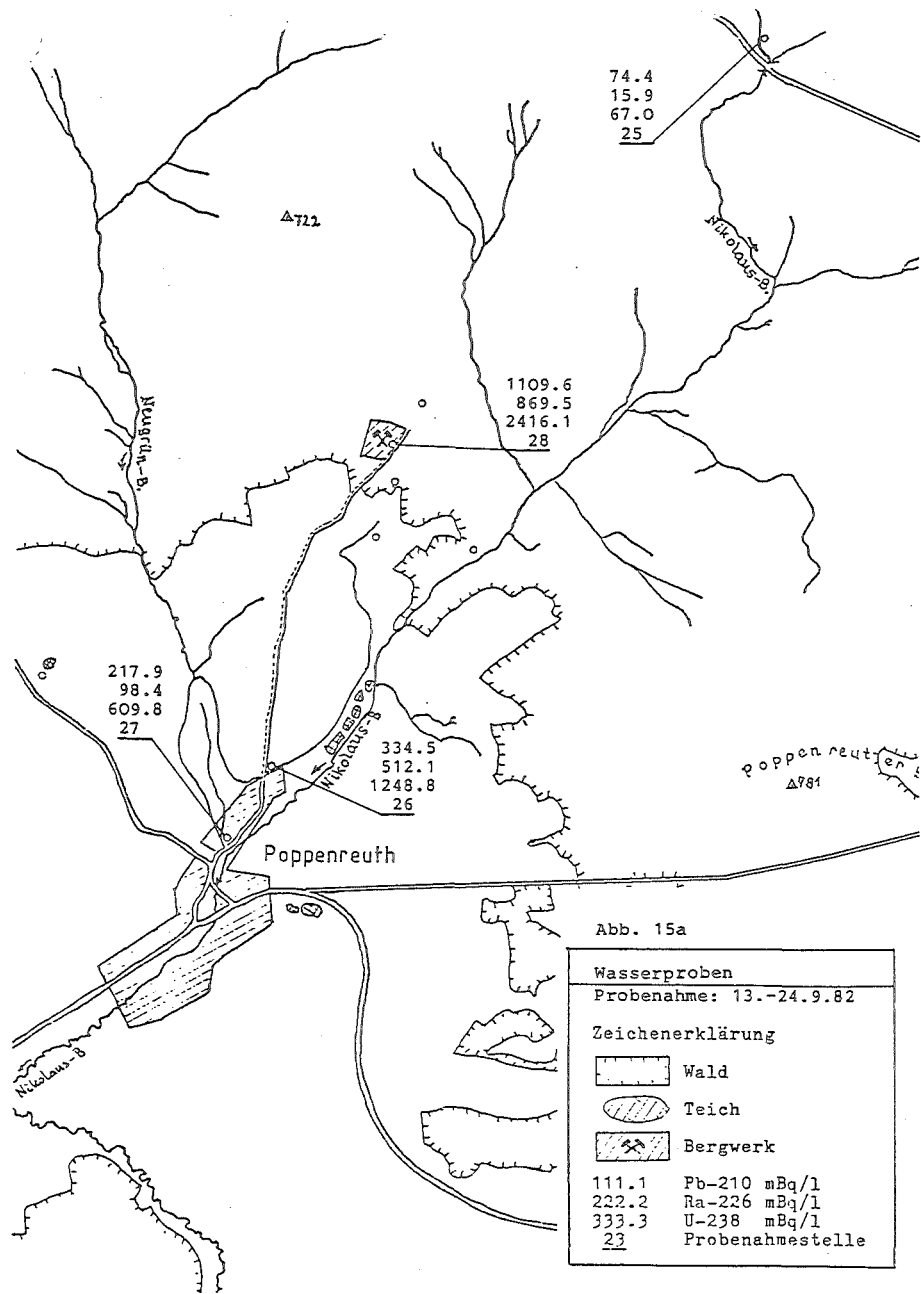 74.4
15.9
67.0
25
△722
Nikolaus-B.
1109.6
869.5
2416.1
28
Neugrün-B.
217.9
98.4
609.8
27
Nikolaus-B
334.5
512.1
1248.8
26
Poppenreuter
△781
Poppenreuth
Nikolaus-B
Abb. 15a
Wasserproben
Probenahme: 13.-24.9.82
Zeichenerklärung
Wald
Teich
Bergwerk
111.1 Pb-210 mBq/l
222.2 Ra-226 mBq/l
333.3 U-238 mBq/l
23 Probenahmestelle